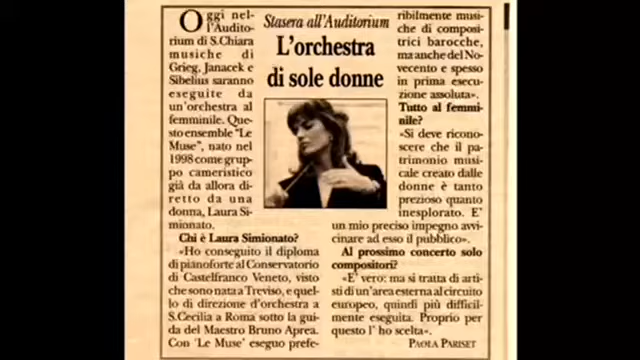 Stasera all'Auditorium
L'orchestra
di sole donne
Oggi nel-
l'Audito-
rium di S.Chiara
musiche di
Grieg, Janacek e
Sibelius saranno
eseguite da
un'orchestra al
femminile. Que-
sto ensemble "Le
Muse", nato nel
1998 come grup-
po cameristico
già da allora di-
retto da una
donna, Laura Si-
mionato.
Chi è Laura Simionato?
«Ho conseguito il diploma
di pianoforte al Conservatorio
di Castelfranco Veneto, visto
che sono nata a Treviso, e quel-
lo di direzione d'orchestra a
S.Cecilia a Roma sotto la gui-
da del Maestro Bruno Aprea.
Con 'Le Muse' eseguo prefe-
ribilmente musi-
che di composi-
trici barocche,
ma anche del No-
vecento e spesso
in prima esecu-
zione assoluta».
Tutto al femmi-
nile?
«Si deve ricono-
scere che il pa-
trimonio musi-
cale creato dalle
donne è tanto
prezioso quanto
inesplorato. E'
un mio preciso impegno avvi-
cinare ad esso il pubblico».
Al prossimo concerto solo
compositori?
«E' vero: ma si tratta di arti-
sti di un'area esterna al circuito
europeo, quindi più difficil-
mente eseguita. Proprio per
questo l' ho scelta».
PAOLA PARISET